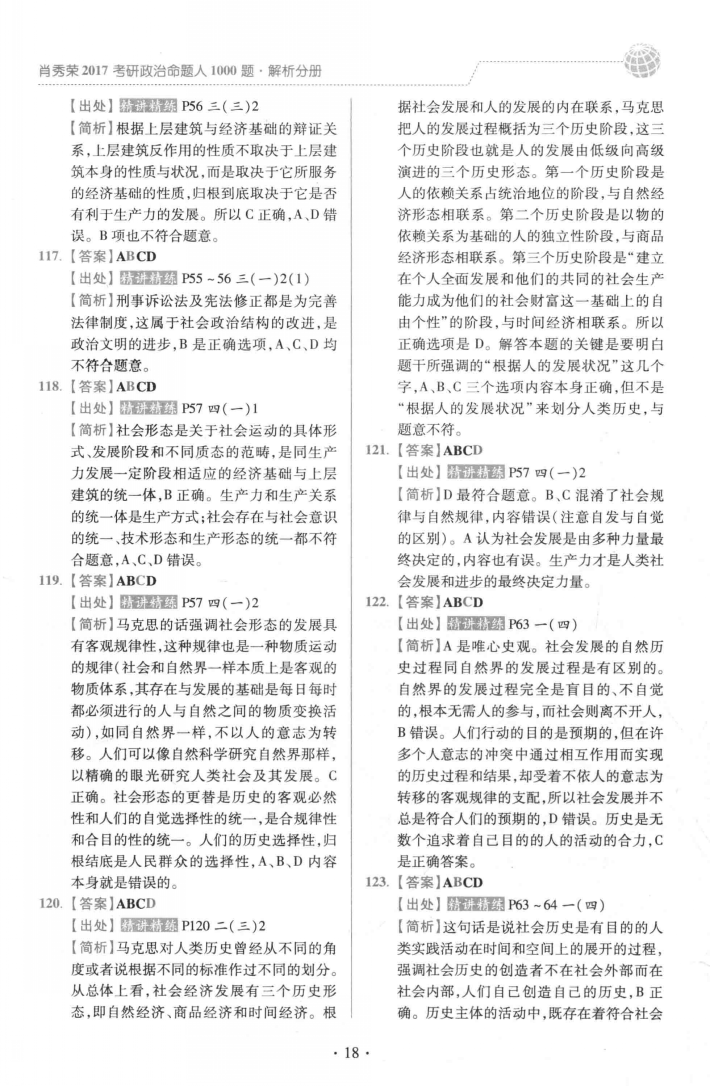 肖秀荣2017考研政治命题人1000题·解析分册
【出处】精讲精练 P56 三(三)2
【简析】根据上层建筑与经济基础的辩证关
系,上层建筑反作用的性质不取决于上层建
筑本身的性质与状况,而是取决于它所服务
的经济基础的性质,归根到底取决于它是否
有利于生产力的发展。所以 C 正确,A、D 错
误。B 项也不符合题意。
117. 【答案】ABCD
【出处】精讲精练 P55 ~ 56 三(一)2(1)
【简析】刑事诉讼法及宪法修正都是为完善
法律制度,这属于社会政治结构的改进,是
政治文明的进步,B 是正确选项,A、C、D 均
不符合题意。
118. 【答案】ABCD
【出处】精讲精练 P57 四(一)1
【简析】社会形态是关于社会运动的具体形
式、发展阶段和不同质态的范畴,是同生产
力发展一定阶段相适应的经济基础与上层
建筑的统一体,B 正确。生产力和生产关系
的统一体是生产方式;社会存在与社会意识
的统一、技术形态和生产形态的统一都不符
合题意,A、C、D 错误。
119. 【答案】ABCD
【出处】精讲精练 P57 四(一)2
【简析】马克思的话强调社会形态的发展具
有客观规律性,这种规律也是一种物质运动
的规律(社会和自然界一样本质上是客观的
物质体系,其存在与发展的基础是每日每时
都必须进行的人与自然之间的物质变换活
动),如同自然界一样,不以人的意志为转
移。人们可以像自然科学研究自然界那样,
以精确的眼光研究人类社会及其发展。C
正确。社会形态的更替是历史的客观必然
性和人们的自觉选择性的统一,是合规律性
和合目的性的统一。人们的历史选择性,归
根结底是人民群众的选择性,A、B、D 内容
本身就是错误的。
120. 【答案】ABCD
【出处】精讲精练 P120 二(三)2
【简析】马克思对人类历史曾经从不同的角
度或者说根据不同的标准作过不同的划分。
从总体上看,社会经济发展有三个历史形
态,即自然经济、商品经济和时间经济。根
据社会发展和人的发展的内在联系,马克思
把人的发展过程概括为三个历史阶段,这三
个历史阶段也就是人的发展由低级向高级
演进的三个历史形态。第一个历史阶段是
人的依赖关系占统治地位的阶段,与自然经
济形态相联系。第二个历史阶段是以物的
依赖关系为基础的人的独立性阶段,与商品
经济形态相联系。第三个历史阶段是“建立
在个人全面发展和他们的共同的社会生产
能力成为他们的社会财富这一基础上的自
由个性”的阶段,与时间经济相联系。所以
正确选项是 D。解答本题的关键是要明白
题干所强调的“根据人的发展状况”这几个
字,A、B、C 三个选项内容本身正确,但不是
“根据人的发展状况”来划分人类历史,与
题意不符。
121. 【答案】ABCD
【出处】精讲精练 P57 四(一)2
【简析】D 最符合题意。B、C 混淆了社会规
律与自然规律,内容错误(注意自发与自觉
的区别)。A 认为社会发展是由多种力量最
终决定的,内容也有误。生产力才是人类社
会发展和进步的最终决定力量。
122. 【答案】ABCD
【出处】精讲精练 P63 一(四)
【简析】A 是唯心史观。社会发展的自然历
史过程同自然界的发展过程是有区别的。
自然界的发展过程完全是盲目的、不自觉
的,根本无需人的参与,而社会则离不开人,
B 错误。人们行动的目的是预期的,但在许
多个人意志的冲突中通过相互作用而实现
的历史过程和结果,却受着不依人的意志为
转移的客观规律的支配,所以社会发展并不
总是符合人们的预期的,D 错误。历史是无
数个追求着自己目的的人的活动的合力,C
是正确答案。
123. 【答案】ABCD
【出处】精讲精练 P63 ~ 64 一(四)
【简析】这句话是说社会历史是有目的的人
类实践活动在时间和空间上的展开的过程,
强调社会历史的创造者不在社会外部而在
社会内部,人们自己创造自己的历史,B 正
确。历史主体的活动中,既存在着符合社会
· 18 ·